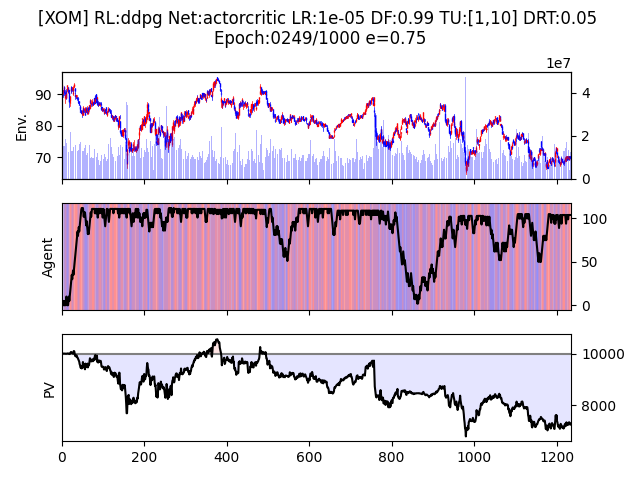 [XOM] RL:ddpg Net:actorcritic LR:1e-05 DF:0.99 TU:[1,10] DRT:0.05
Epoch:0249/1000 e=0.75
1e7
90
80
70
Env.
4
2
0
Agent
100
50
0
PV
10000
8000
0 200 400 600 800 1000 1200